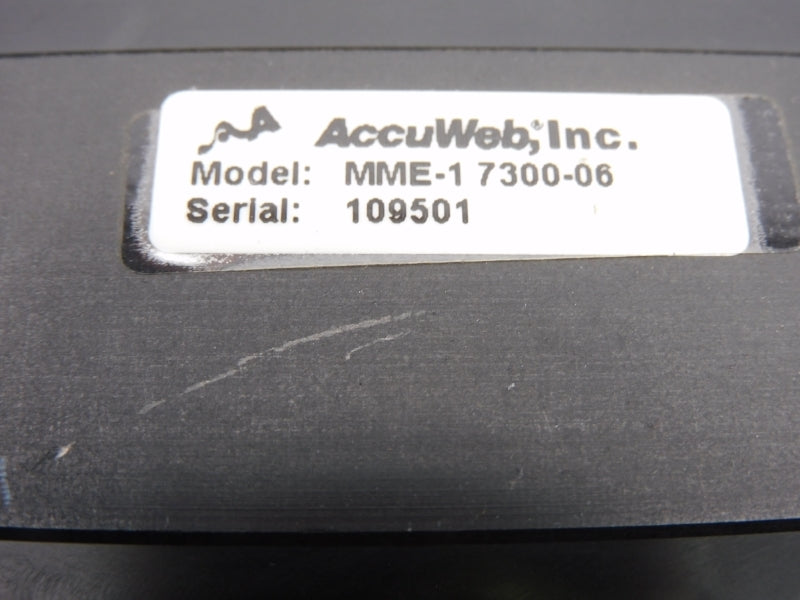 AccuWeb,® Inc.
Model: MME-1 7300-06
Serial: 109501